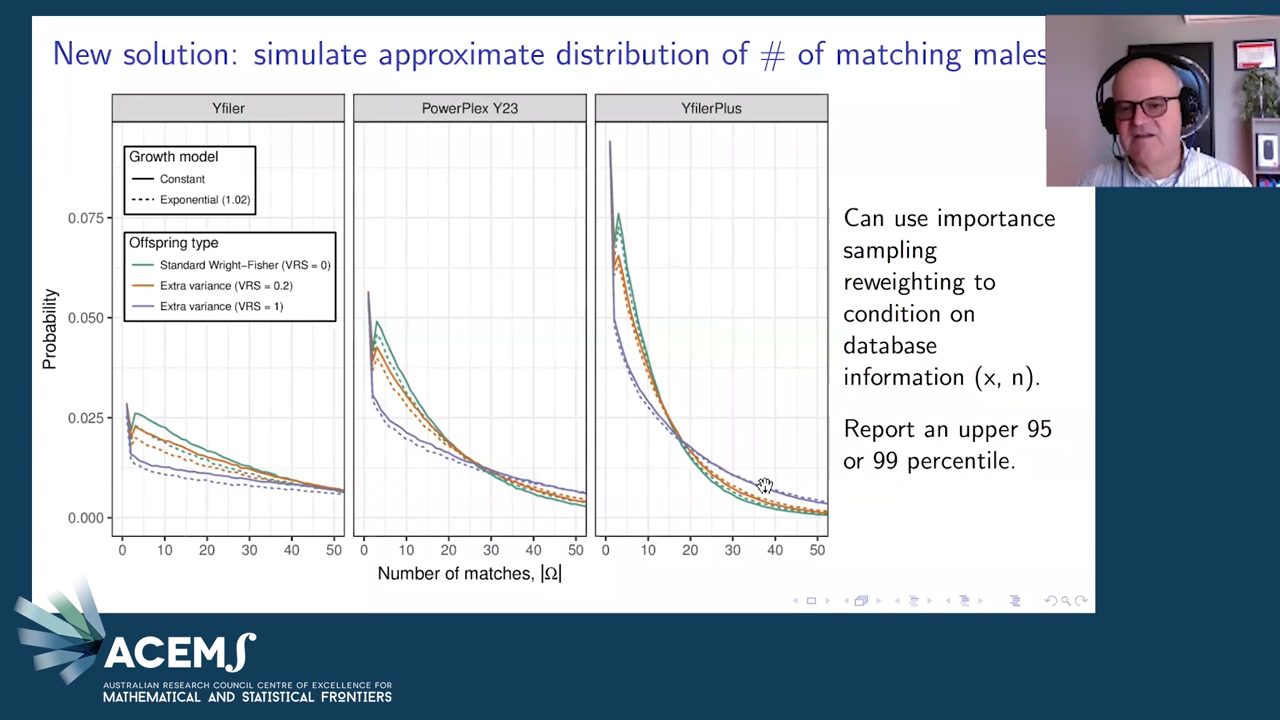 New solution: simulate approximate distribution of # of matching males
Yfiler
PowerPlex Y23
YfilerPlus
Growth model
Constant
Exponential (1.02)
Offspring type
Standard Wright−Fisher (VRS = 0)
Extra variance (VRS = 0.2)
Extra variance (VRS = 1)
Probability
0.075
0.050
0.025
0.000
0 10 20 30 40 50
0 10 20 30 40 50
0 10 20 30 40 50
Number of matches, |Ω|
Can use importance
sampling
reweighting to
condition on
database
information (x, n).
Report an upper 95
or 99 percentile.
ACEMS
AUSTRALIAN RESEARCH COUNCIL CENTRE OF EXCELLENCE FOR
MATHEMATICAL AND STATISTICAL FRONTIERS